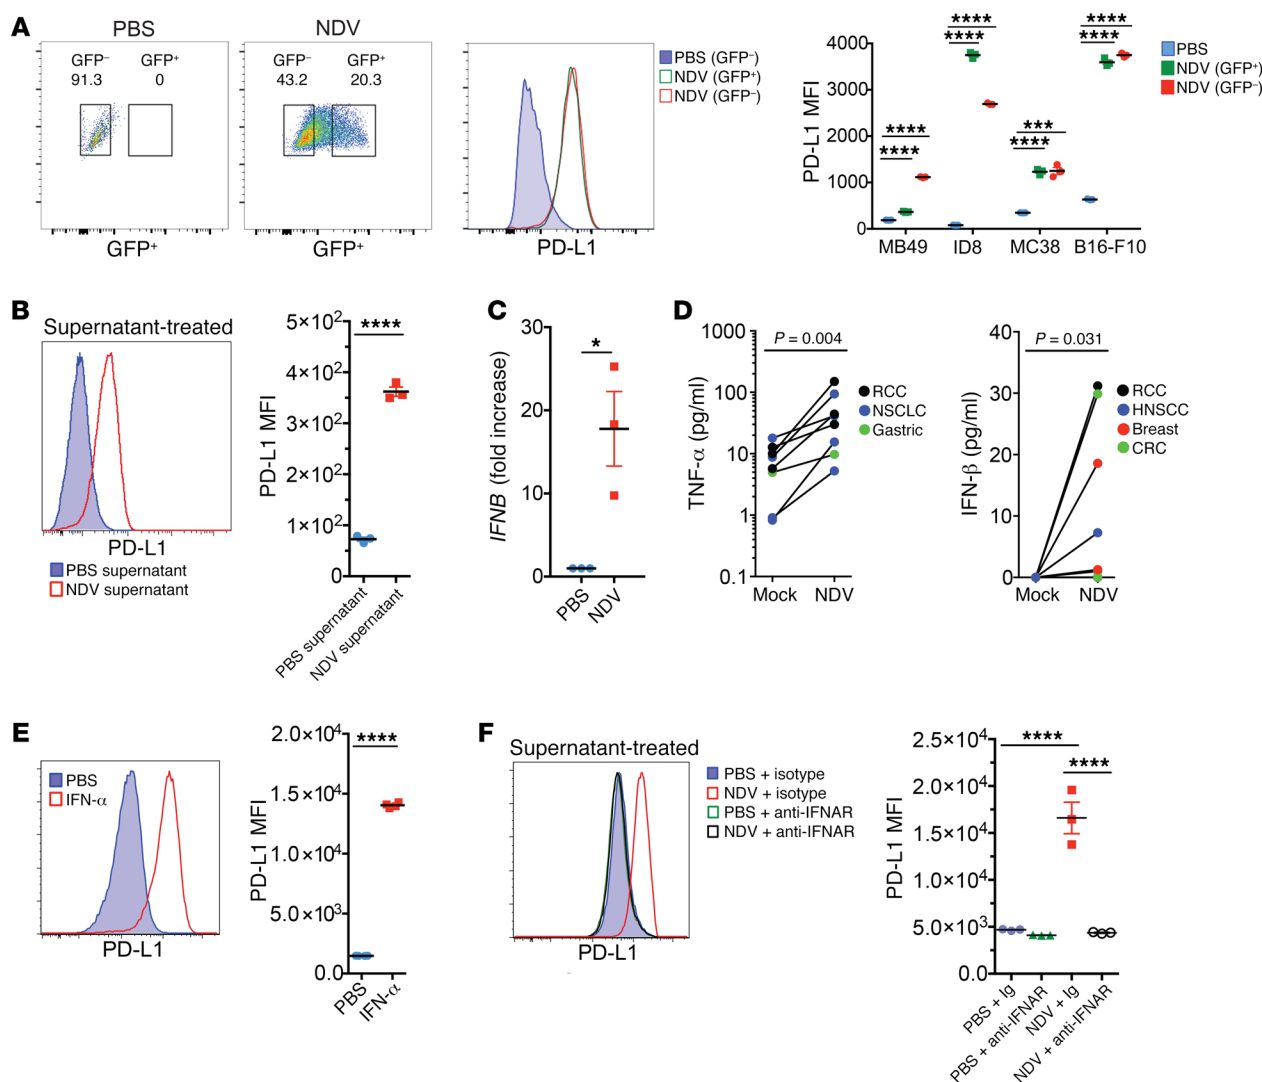 A
PBS
NDV
GFP⁻
91.3
GFP⁺
0
GFP⁻
43.2
GFP⁺
20.3
GFP⁺
GFP⁺
PD-L1
PBS (GFP⁻)
NDV (GFP⁺)
NDV (GFP⁻)
PD-L1 MFI
4000
3000
2000
1000
0
****
****
****
****
***
****
****
****
MB49
ID8
MC38
B16-F10
PBS
NDV (GFP⁺)
NDV (GFP⁻)
B
Supernatant-treated
PD-L1
PBS supernatant
NDV supernatant
PD-L1 MFI
5×10²
4×10²
3×10²
2×10²
1×10²
0
****
PBS supernatant
NDV supernatant
C
IFNB (fold increase)
30
20
10
0
*
PBS
NDV
D
TNF-α (pg/ml)
1000
100
10
1
0.1
P = 0.004
Mock
NDV
RCC
NSCLC
Gastric
IFN-β (pg/ml)
40
30
20
10
0
P = 0.031
Mock
NDV
RCC
HNSCC
Breast
CRC
E
PBS
IFN-α
PD-L1
PD-L1 MFI
2.0×10⁴
1.5×10⁴
1.0×10⁴
5.0×10³
0.0
****
PBS
IFN-α
F
Supernatant-treated
PD-L1
PBS + isotype
NDV + isotype
PBS + anti-IFNAR
NDV + anti-IFNAR
PD-L1 MFI
2.5×10⁴
2.0×10⁴
1.5×10⁴
1.0×10⁴
5.0×10³
0.0
****
****
PBS + Ig
PBS + anti-IFNAR
NDV + Ig
NDV + anti-IFNAR